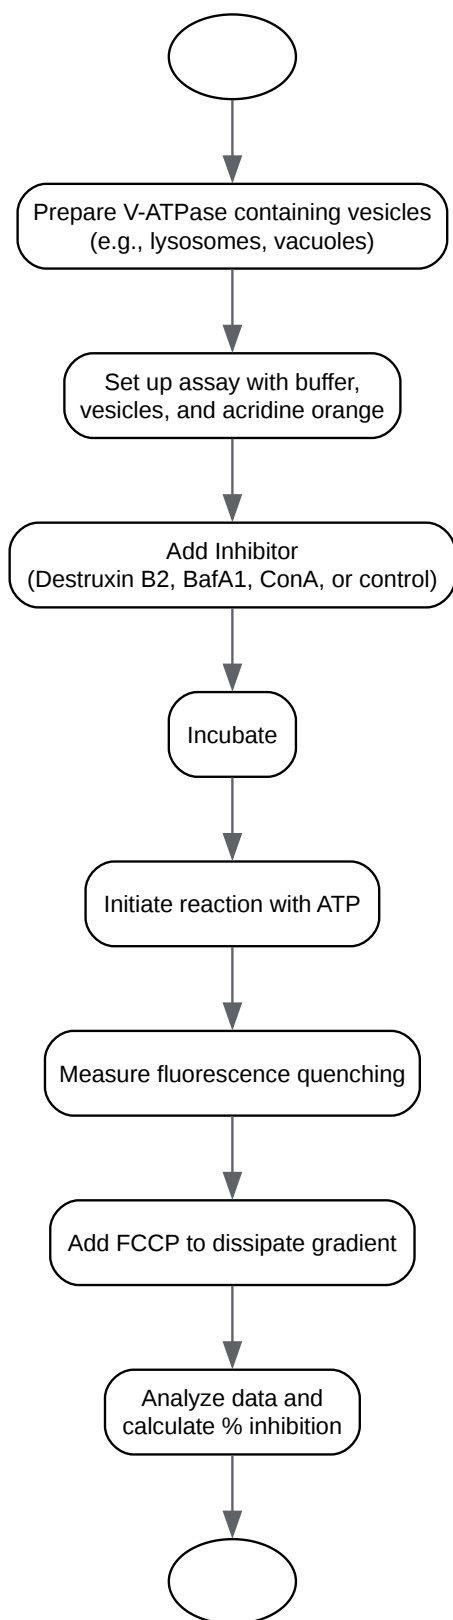 Prepare V-ATPase containing vesicles
(e.g., lysosomes, vacuoles)
Set up assay with buffer,
vesicles, and acridine orange
Add Inhibitor
(Destruxin B2, BafA1, ConA, or control)
Incubate
Initiate reaction with ATP
Measure fluorescence quenching
Add FCCP to dissipate gradient
Analyze data and
calculate % inhibition